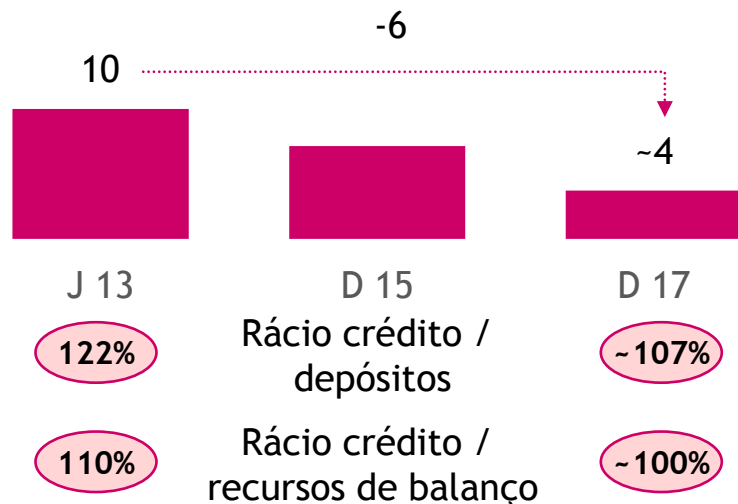 -6
10
~4
J 13
D 15
D 17
122%
Rácio crédito /
depósitos
~107%
110%
Rácio crédito /
recursos de balanço
~100%